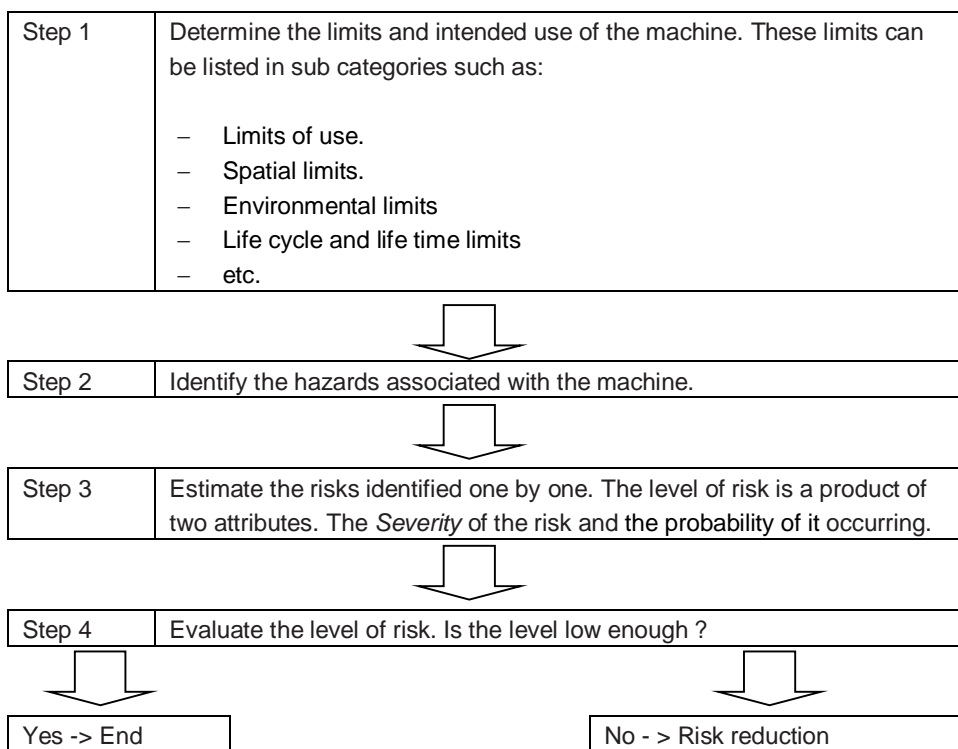 Step 1
Determine the limits and intended use of the machine. These limits can
be listed in sub categories such as:
– Limits of use.
– Spatial limits.
– Environmental limits
– Life cycle and life time limits
– etc.
Step 2
Identify the hazards associated with the machine.
Step 3
Estimate the risks identified one by one. The level of risk is a product of
two attributes. The Severity of the risk and the probability of it occurring.
Step 4
Evaluate the level of risk. Is the level low enough ?
Yes -> End
No - > Risk reduction